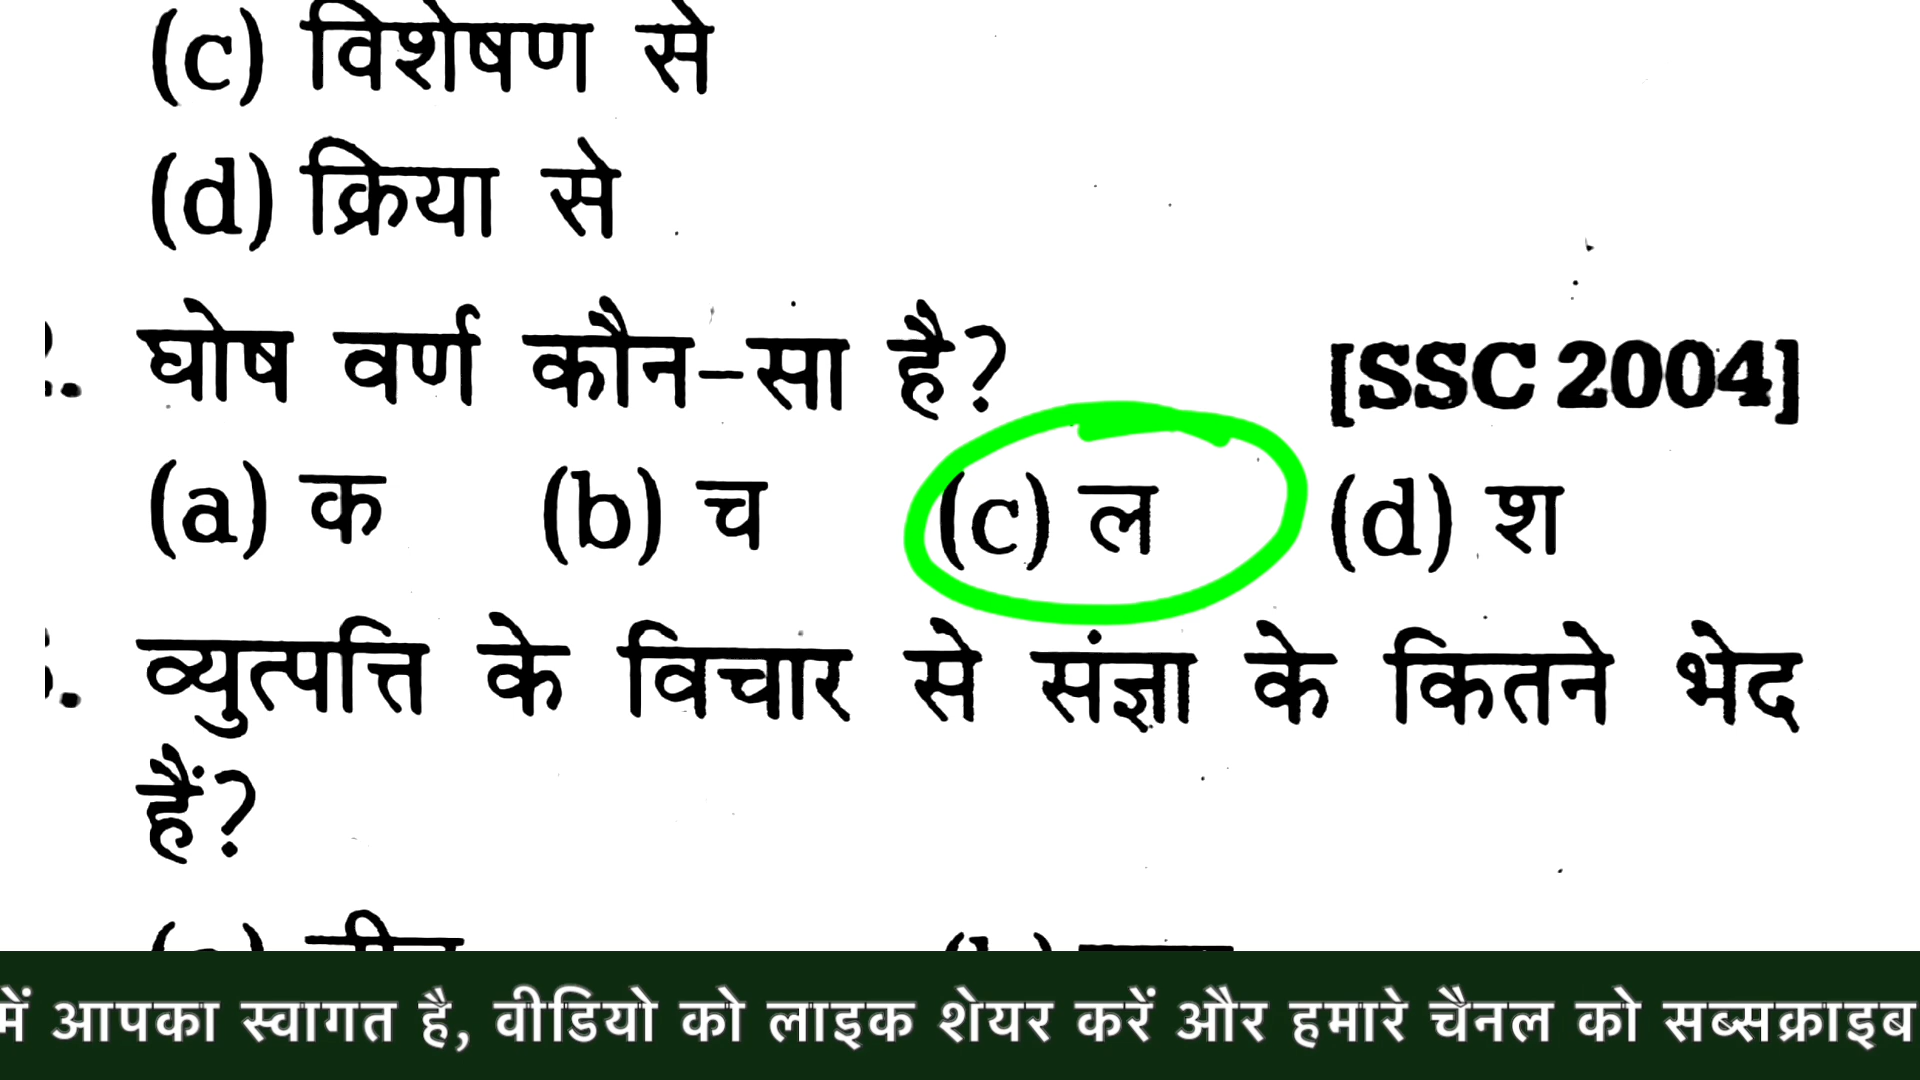 (c) विशेषण से
(d) क्रिया से
घोष वर्ण कौन-सा है? [SSC 2004]
(a) क (b) च (c) ल (d) श
व्युत्पत्ति के विचार से संज्ञा के कितने भेद
हैं?
में आपका स्वागत है, वीडियो को लाइक शेयर करें और हमारे चैनल को सब्सक्राइब